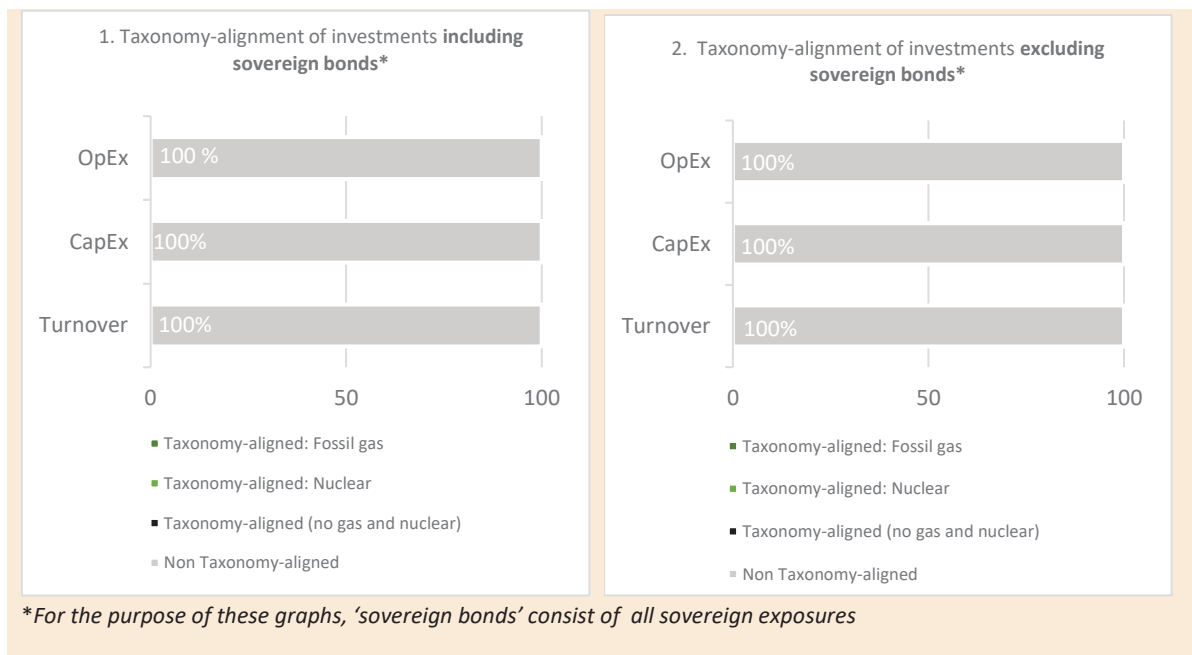 1. Taxonomy-alignment of investments including
sovereign bonds*
OpEx
100 %
CapEx
100%
Turnover
100%
0
50
100
Taxonomy-aligned: Fossil gas
Taxonomy-aligned: Nuclear
Taxonomy-aligned (no gas and nuclear)
Non Taxonomy-aligned
2. Taxonomy-alignment of investments excluding
sovereign bonds*
OpEx
100%
CapEx
100%
Turnover
100%
0
50
100
Taxonomy-aligned: Fossil gas
Taxonomy-aligned: Nuclear
Taxonomy-aligned (no gas and nuclear)
Non Taxonomy-aligned
*For the purpose of these graphs, ‘sovereign bonds’ consist of all sovereign exposures